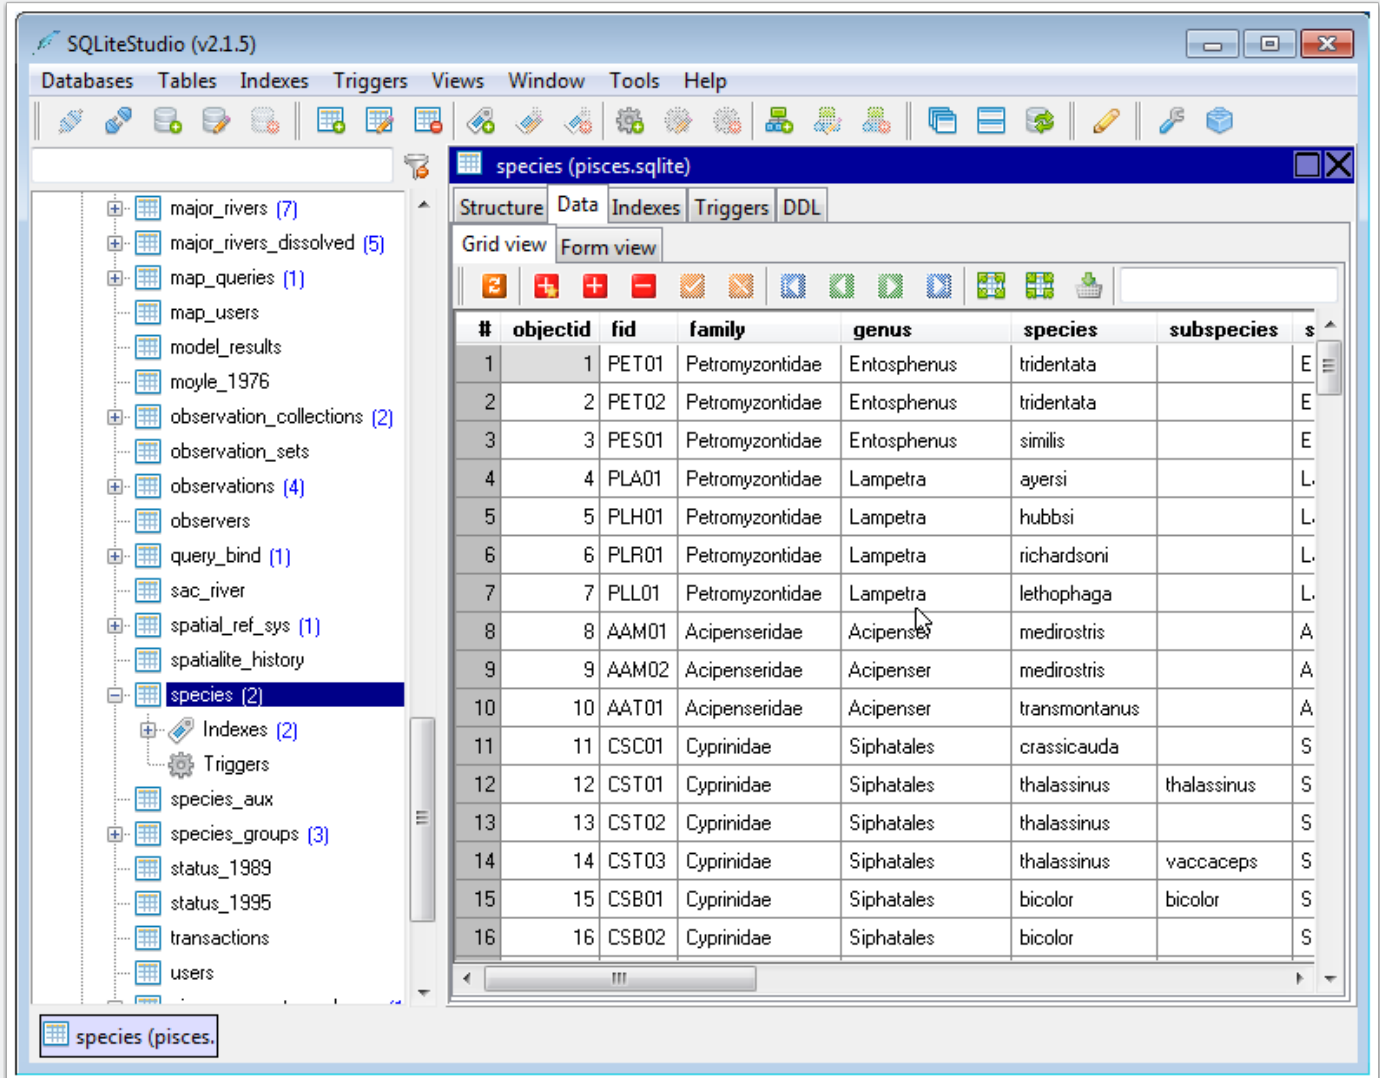 SQLiteStudio (v2.1.5)
Databases Tables Indexes Triggers Views Window Tools Help
major_rivers (7)
major_rivers_dissolved (5)
map_queries (1)
map_users
model_results
moyle_1976
observation_collections (2)
observation_sets
observations (4)
observers
query_bind (1)
sac_river
spatial_ref_sys (1)
spatialite_history
species (2)
Indexes (2)
Triggers
species_aux
species_groups (3)
status_1989
status_1995
transactions
users
species (pisces.sqlite)
Structure Data Indexes Triggers DDL
Grid view Form view
# objectid fid family genus species subspecies s
1 1 PET01 Petromyzontidae Entosphenus tridentata E
2 2 PET02 Petromyzontidae Entosphenus tridentata E
3 3 PES01 Petromyzontidae Entosphenus similis E
4 4 PLA01 Petromyzontidae Lampetra ayersi L
5 5 PLH01 Petromyzontidae Lampetra hubbsi L
6 6 PLR01 Petromyzontidae Lampetra richardsoni L
7 7 PLL01 Petromyzontidae Lampetra lethophaga L
8 8 AAM01 Acipenseridae Acipenser medirostris A
9 9 AAM02 Acipenseridae Acipenser medirostris A
10 10 AAT01 Acipenseridae Acipenser transmontanus A
11 11 CSC01 Cyprinidae Siphatales crassicauda S
12 12 CST01 Cyprinidae Siphatales thalassinus thalassinus S
13 13 CST02 Cyprinidae Siphatales thalassinus S
14 14 CST03 Cyprinidae Siphatales thalassinus vaccaceps S
15 15 CSB01 Cyprinidae Siphatales bicolor bicolor S
16 16 CSB02 Cyprinidae Siphatales bicolor S
species (pisces.